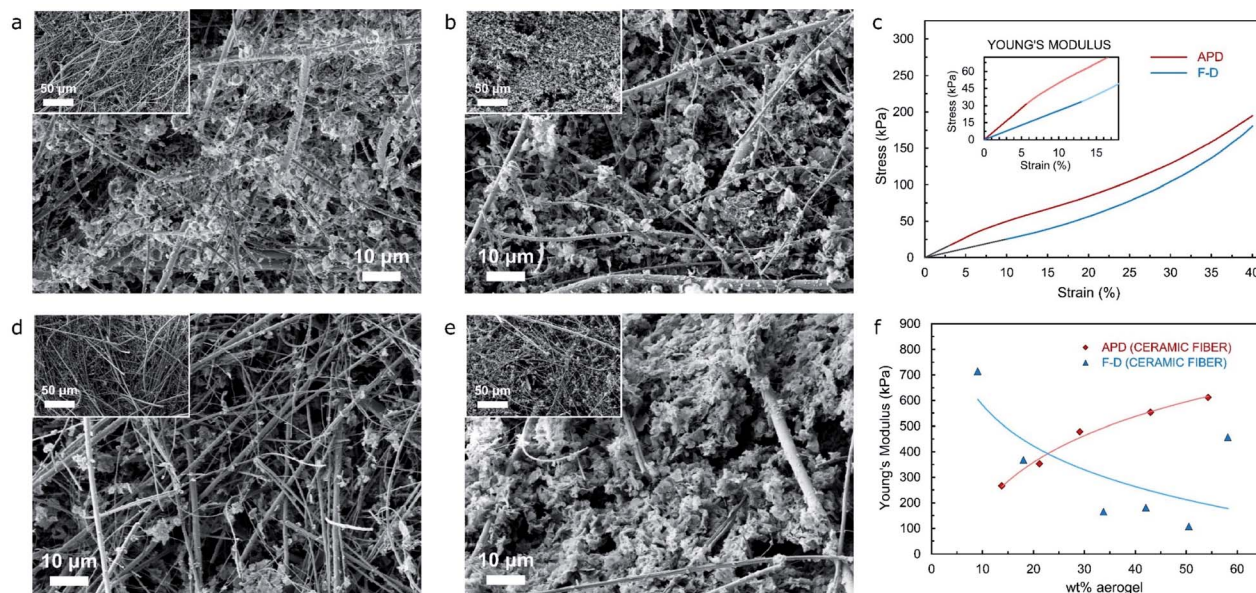 a
50 µm
10 µm
b
50 µm
10 µm
c
300
250
200
150
100
50
0
Stress (kPa)
0 5 10 15 20 25 30 35 40
Strain (%)
YOUNG'S MODULUS
60
45
30
15
0
Stress (kPa)
0 5 10 15
Strain (%)
APD
F-D
d
50 µm
10 µm
e
50 µm
10 µm
f
900
800
700
600
500
400
300
200
100
0
Young's Modulus (kPa)
0 10 20 30 40 50 60
wt% aerogel
APD (CERAMIC FIBER)
F-D (CERAMIC FIBER)